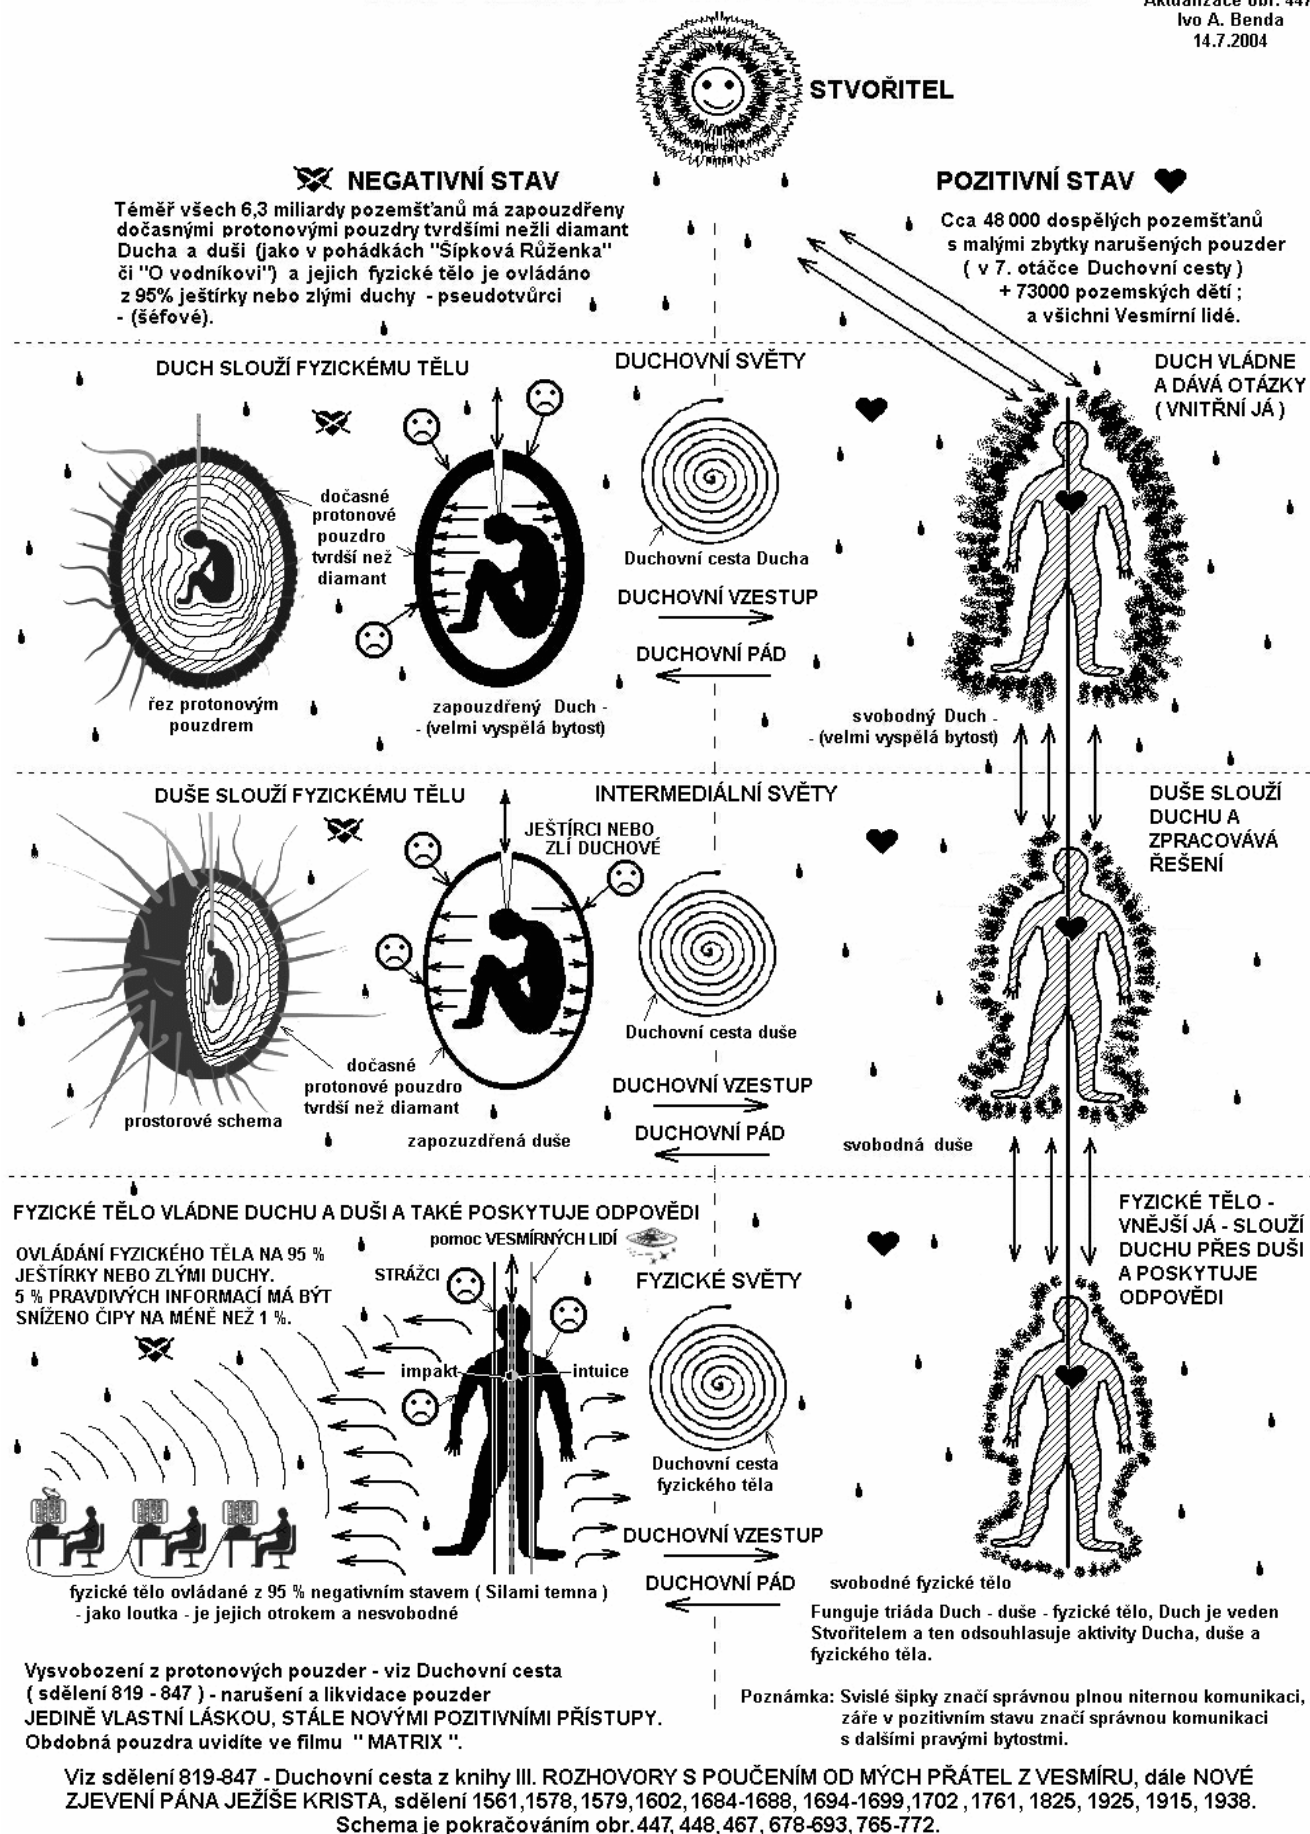 Aktualizace obr. 447
Ivo A. Benda
14.7.2004
STVOŘITEL
NEGATIVNÍ STAV
Téměř všech 6,3 miliardy pozemšťanů má zapouzdřeny
dočasnými protonovými pouzdry tvrdšími nežli diamant
Ducha a duši (jako v pohádkách "Šípková Růženka"
či "O vodníkovi") a jejich fyzické tělo je ovládáno
z 95% ještírky nebo zlými duchy - pseudotvůrci
- (šéfové).
POZITIVNÍ STAV
Cca 48 000 dospělých pozemšťanů
s malými zbytky narušených pouzder
( v 7. otáčce Duchovní cesty )
+ 73000 pozemských dětí ;
a všichni Vesmírní lidé.
DUCH SLOUŽÍ FYZICKÉMU TĚLU
dočasné
protonové
pouzdro
tvrdší než
diamant
řez protonovým
pouzdrem
zapouzdřený Duch -
- (velmi vyspělá bytost)
DUCHOVNÍ SVĚTY
Duchovní cesta Ducha
DUCHOVNÍ VZESTUP
DUCHOVNÍ PÁD
DUCH VLÁDNE
A DÁVÁ OTÁZKY
( VNITŘNÍ JÁ )
svobodný Duch -
- (velmi vyspělá bytost)
DUŠE SLOUŽÍ FYZICKÉMU TĚLU
JEŠTÍRCI NEBO
ZLÍ DUCHOVÉ
dočasné
protonové pouzdro
tvrdší než diamant
prostorové schema
zapozuzdřená duše
INTERMEDIÁLNÍ SVĚTY
Duchovní cesta duše
DUCHOVNÍ VZESTUP
DUCHOVNÍ PÁD
DUŠE SLOUŽÍ
DUCHU A
ZPRACOVÁVÁ
ŘEŠENÍ
svobodná duše
FYZICKÉ TĚLO VLÁDNE DUCHU A DUŠI A TAKÉ POSKYTUJE ODPOVĚDI
OVLÁDÁNÍ FYZICKÉHO TĚLA NA 95 %
JEŠTÍRKY NEBO ZLÝMI DUCHY.
5 % PRAVDIVÝCH INFORMACÍ MÁ BÝT
SNÍŽENO ČIPY NA MÉNĚ NEŽ 1 %.
pomoc VESMÍRNÝCH LIDÍ
STRÁŽCI
impakt
intuice
fyzické tělo ovládané z 95 % negativním stavem ( Silami temna )
- jako loutka - je jejich otrokem a nesvobodné
FYZICKÉ SVĚTY
Duchovní cesta
fyzického těla
DUCHOVNÍ VZESTUP
DUCHOVNÍ PÁD
FYZICKÉ TĚLO -
VNĚJŠÍ JÁ - SLOUŽÍ
DUCHU PŘES DUŠI
A POSKYTUJE
ODPOVĚDI
svobodné fyzické tělo
Funguje triáda Duch - duše - fyzické tělo, Duch je veden
Stvořitelem a ten odsouhlasuje aktivity Ducha, duše a
fyzického těla.
Vysvobození z protonových pouzder - viz Duchovní cesta
( sdělení 819 - 847 ) - narušení a likvidace pouzder
JEDINĚ VLASTNÍ LÁSKOU, STÁLE NOVÝMI POZITIVNÍMI PŘÍSTUPY.
Obdobná pouzdra uvidíte ve filmu " MATRIX ".
Poznámka: Svislé šipky značí správnou plnou niternou komunikaci,
záře v pozitivním stavu značí správnou komunikaci
s dalšími pravými bytostmi.
Viz sdělení 819-847 - Duchovní cesta z knihy III. ROZHOVORY S POUČENÍM OD MÝCH PŘÁTEL Z VESMÍRU, dále NOVÉ
ZJEVENÍ PÁNA JEŽÍŠE KRISTA, sdělení 1561,1578,1579,1602,1684-1688, 1694-1699,1702 ,1761, 1825, 1925, 1915, 1938.
Schema je pokračováním obr.447, 448,467, 678-693,765-772.